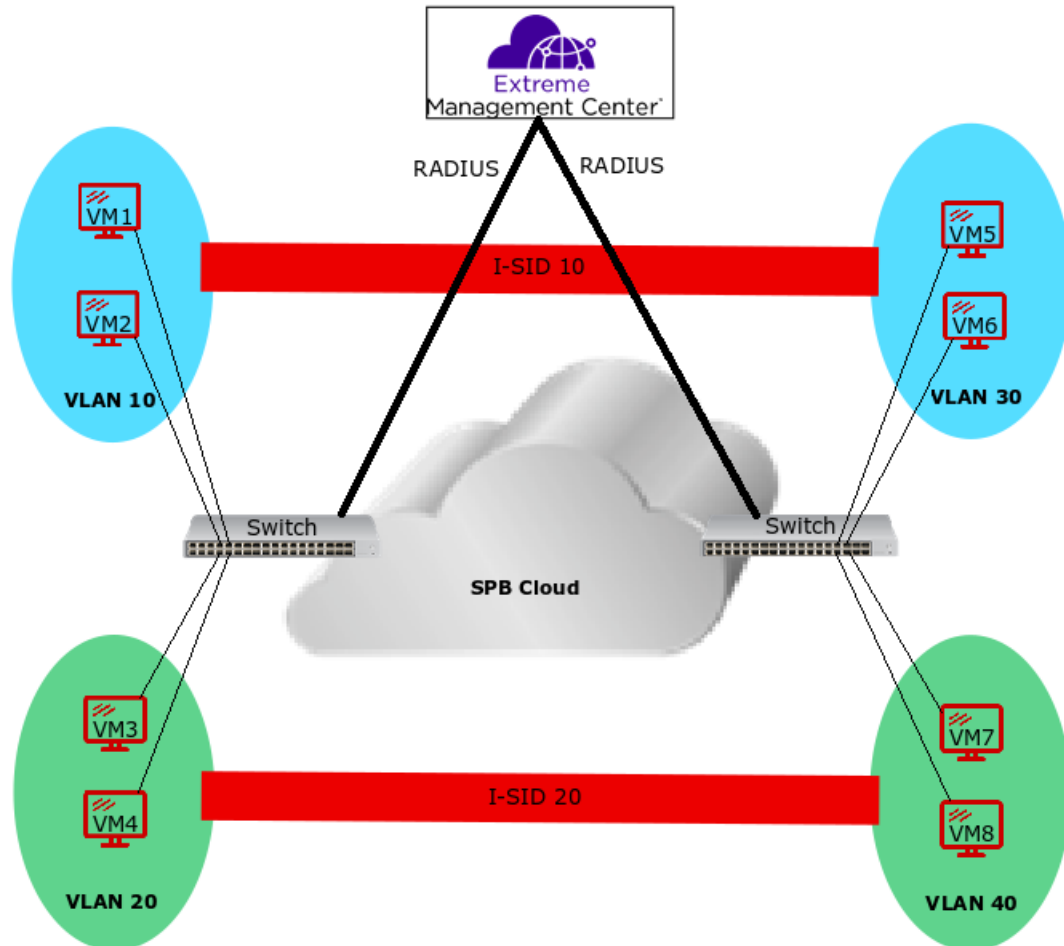 Extreme
Management Center
RADIUS
RADIUS
VM1
VM5
I-SID 10
VM2
VM6
VLAN 10
VLAN 30
Switch
Switch
SPB Cloud
VM3
VM7
I-SID 20
VM4
VM8
VLAN 20
VLAN 40